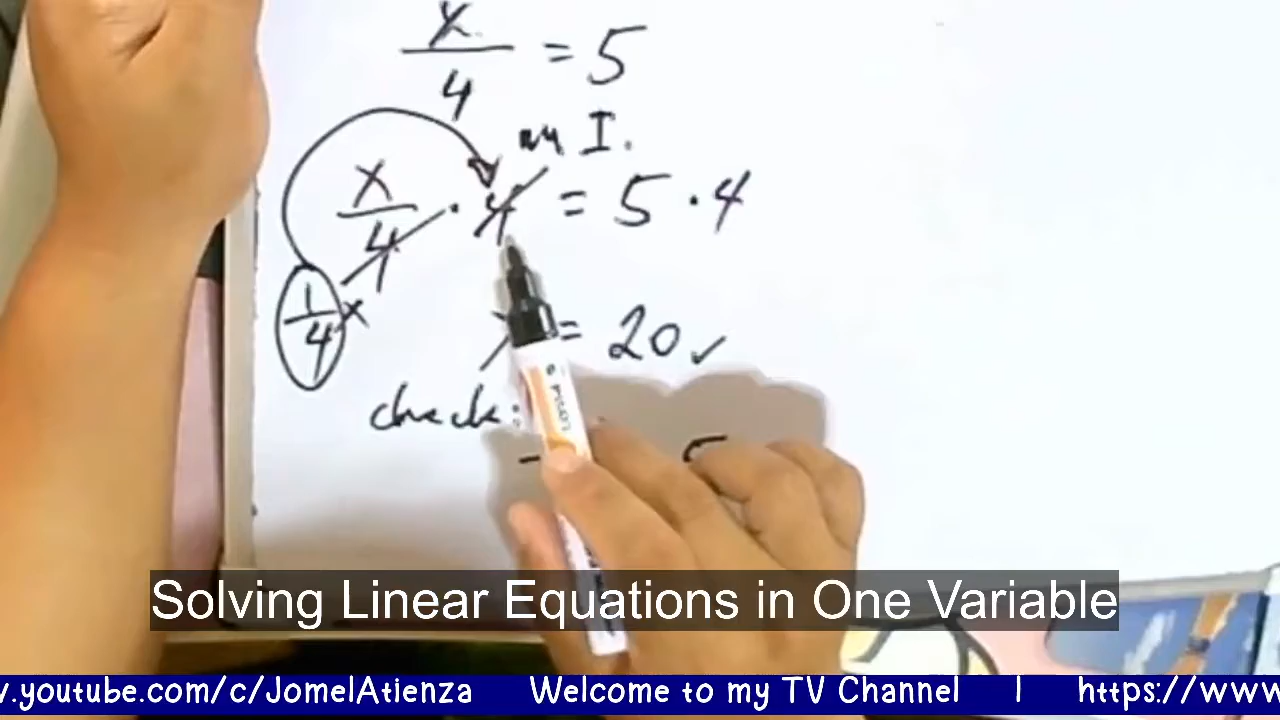 x/4 = 5
I.
x/4 · 4 = 5 · 4
1/4 x
= 20 ✓
check:
Solving Linear Equations in One Variable
.youtube.com/c/JomelAtienza Welcome to my TV Channel | https://www